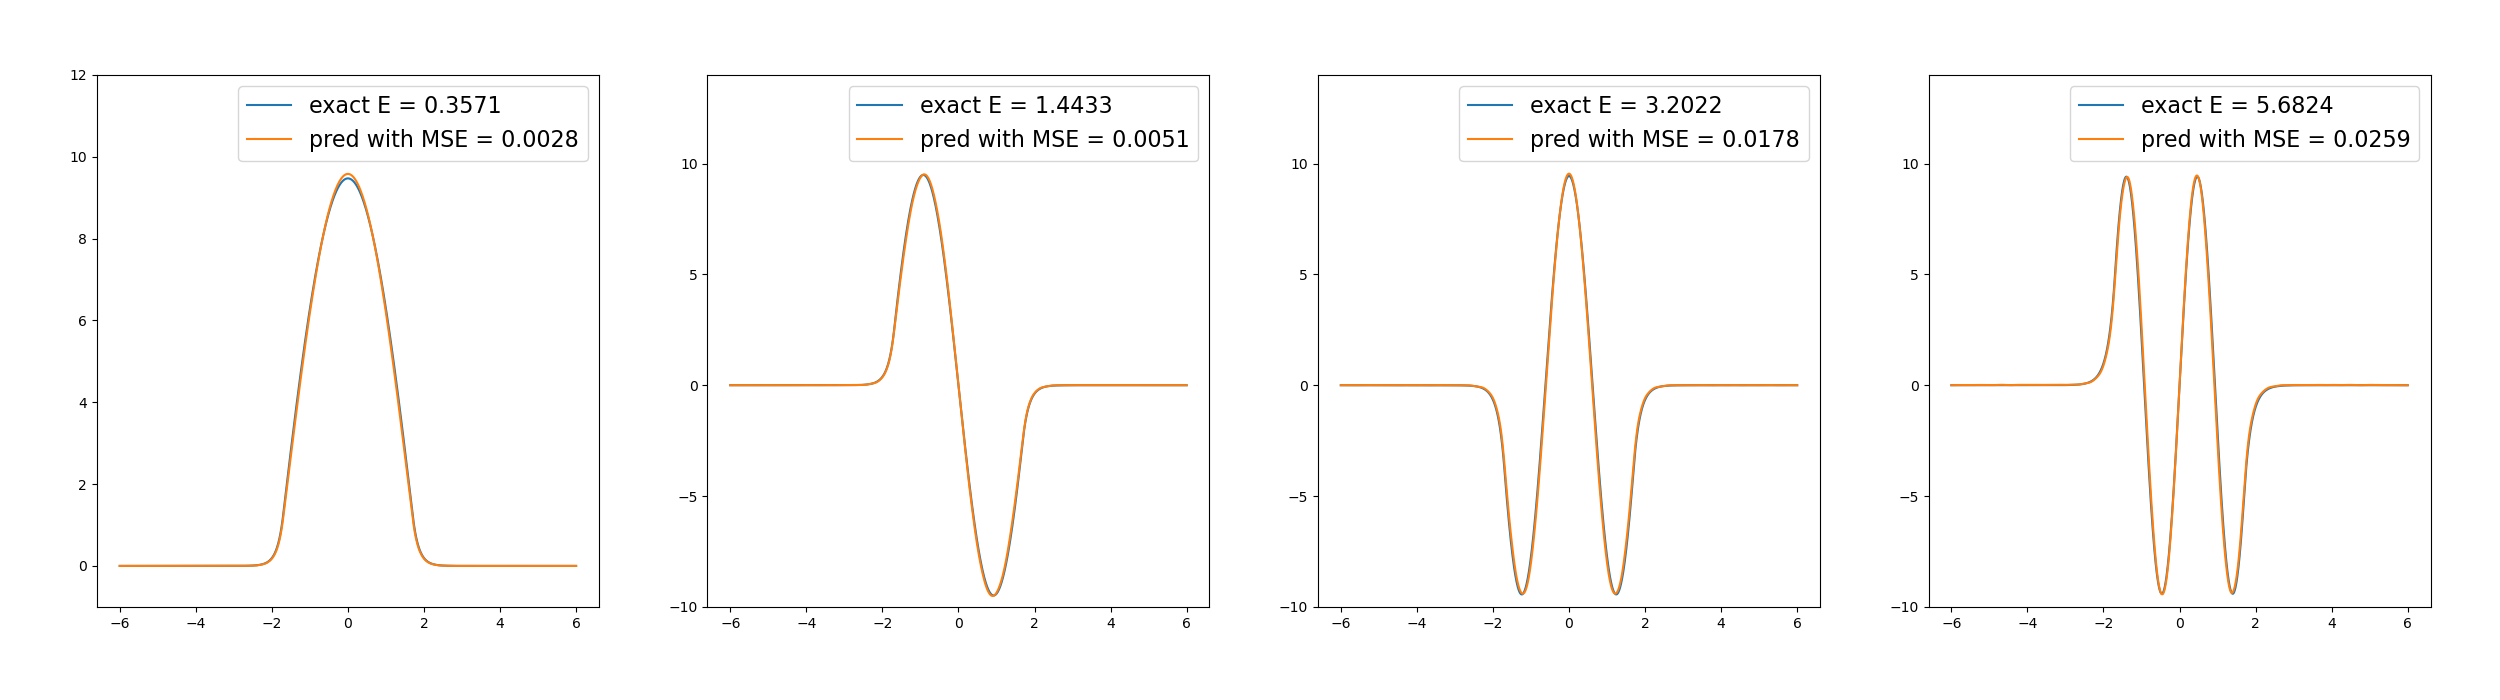 exact E = 0.3571
pred with MSE = 0.0028
12
10
8
6
4
2
0
−6 −4 −2 0 2 4 6
exact E = 1.4433
pred with MSE = 0.0051
10
5
0
−5
−10
−6 −4 −2 0 2 4 6
exact E = 3.2022
pred with MSE = 0.0178
10
5
0
−5
−10
−6 −4 −2 0 2 4 6
exact E = 5.6824
pred with MSE = 0.0259
10
5
0
−5
−10
−6 −4 −2 0 2 4 6